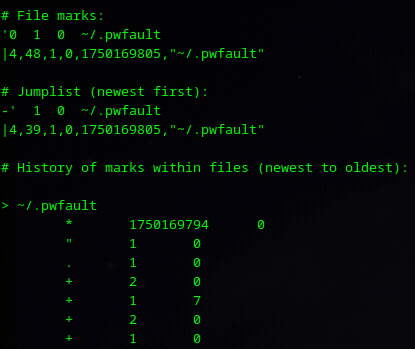 # File marks:
'0  1  0  ~/.pwfault
|4,48,1,0,1750169805,"~/.pwfault"
# Jumplist (newest first):
-'  1  0  ~/.pwfault
|4,39,1,0,1750169805,"~/.pwfault"
# History of marks within files (newest to oldest):
> ~/.pwfault
	*	1750169794	0
	"	1	0
	.	1	0
	+	2	0
	+	1	7
	+	2	0
	+	1	0